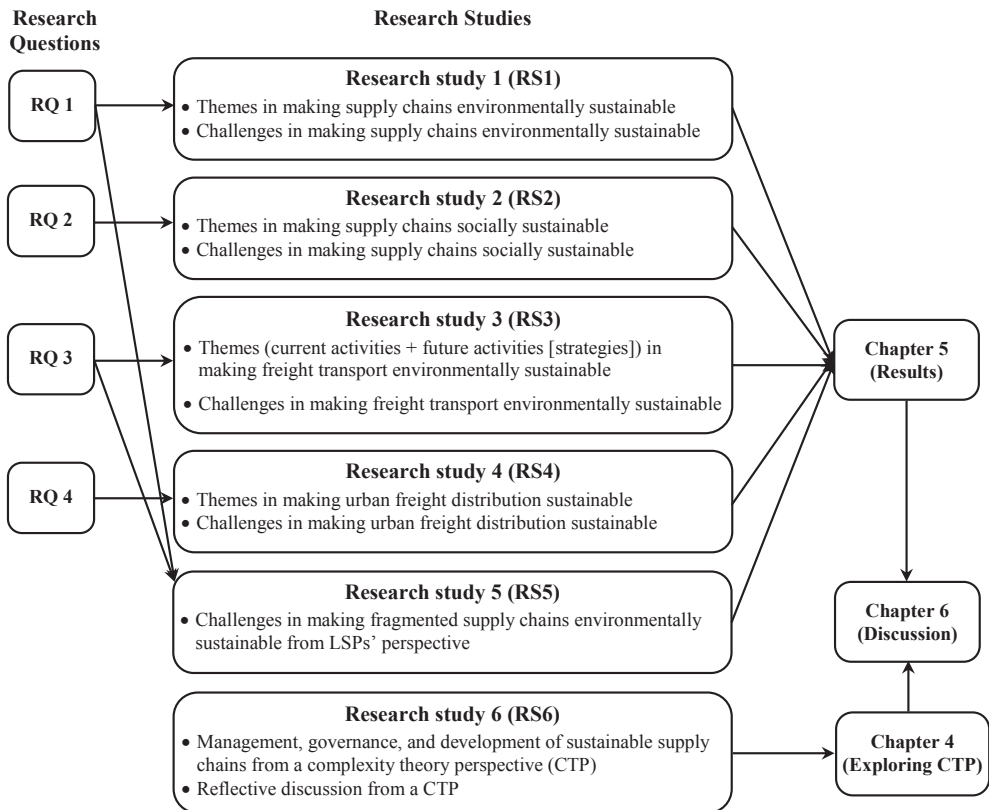 Research
Questions
Research Studies
RQ 1
Research study 1 (RS1)
• Themes in making supply chains environmentally sustainable
• Challenges in making supply chains environmentally sustainable
RQ 2
Research study 2 (RS2)
• Themes in making supply chains socially sustainable
• Challenges in making supply chains socially sustainable
RQ 3
Research study 3 (RS3)
• Themes (current activities + future activities [strategies]) in
making freight transport environmentally sustainable
• Challenges in making freight transport environmentally sustainable
Chapter 5
(Results)
RQ 4
Research study 4 (RS4)
• Themes in making urban freight distribution sustainable
• Challenges in making urban freight distribution sustainable
Research study 5 (RS5)
• Challenges in making fragmented supply chains environmentally
sustainable from LSPs’ perspective
Chapter 6
(Discussion)
Research study 6 (RS6)
• Management, governance, and development of sustainable supply
chains from a complexity theory perspective (CTP)
• Reflective discussion from a CTP
Chapter 4
(Exploring CTP)